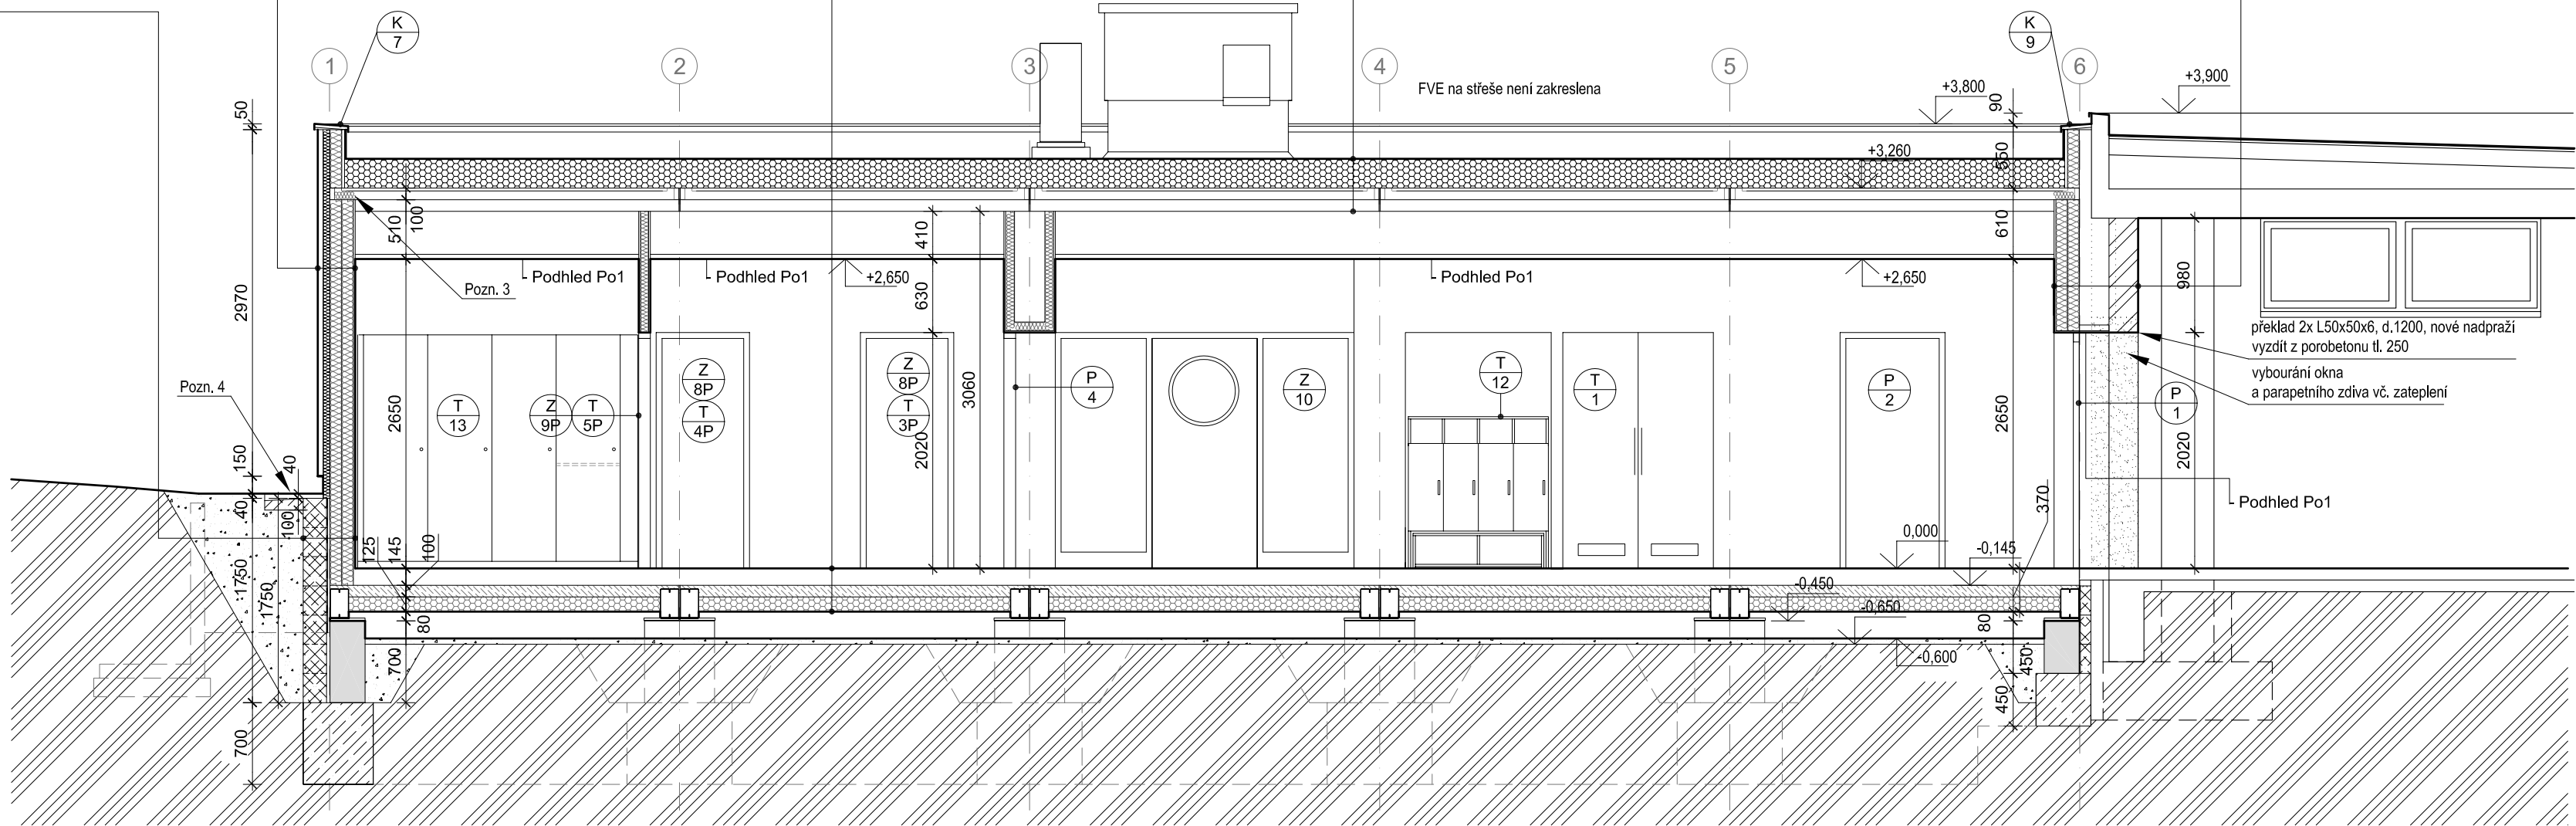 K
7
K
9
1
2
3
4
5
6
FVE na střeše není zakreslena
+3,800
+3,900
90
50
+3,260
550
510
100
410
610
Podhled Po1
Podhled Po1
+2,650
Podhled Po1
+2,650
Pozn. 3
630
980
2970
překlad 2x L50x50x6, d.1200, nové nadpraží
vyzdít z porobetonu tl. 250
vybourání okna
a parapetního zdiva vč. zateplení
Pozn. 4
2650
T
13
Z
9P
T
5P
Z
8P
T
4P
Z
8P
T
3P
2020
3060
P
4
Z
10
T
12
T
1
P
2
2650
P
1
2020
150
40
40
100
Podhled Po1
370
0,000
-0,145
125
145
100
1750
1750
-0,450
-0,650
80
80
-0,600
700
450
450
700